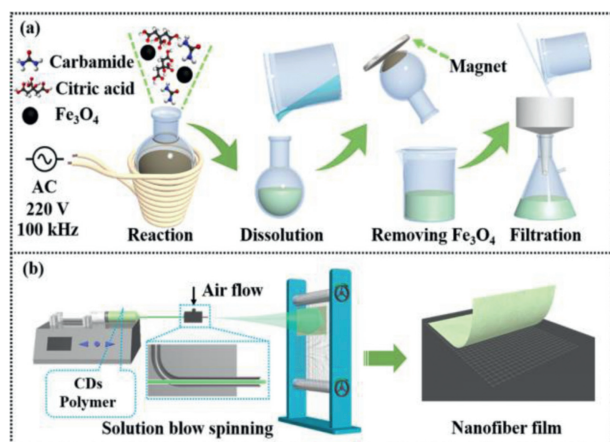 (a)
Carbamide
Citric acid
Fe₃O₄
AC
220 V
100 kHz
Magnet
Reaction
Dissolution
Removing Fe₃O₄
Filtration
(b)
Air flow
CDs
Polymer
Solution blow spinning
Nanofiber film